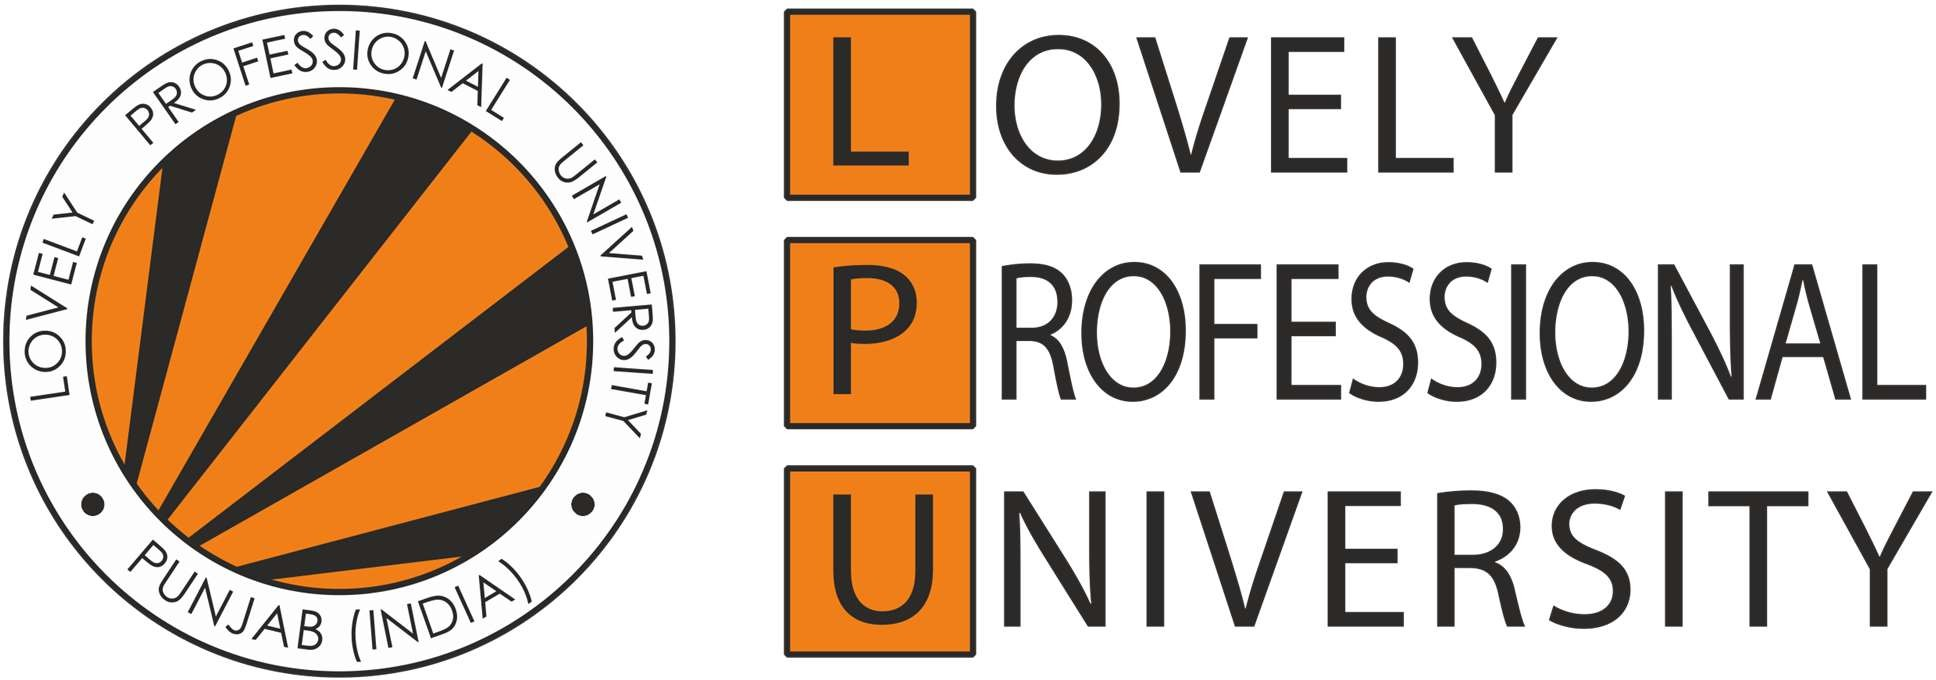 LOVELY PROFESSIONAL UNIVERSITY
PUNJAB (INDIA)
LOVELY
PROFESSIONAL
UNIVERSITY